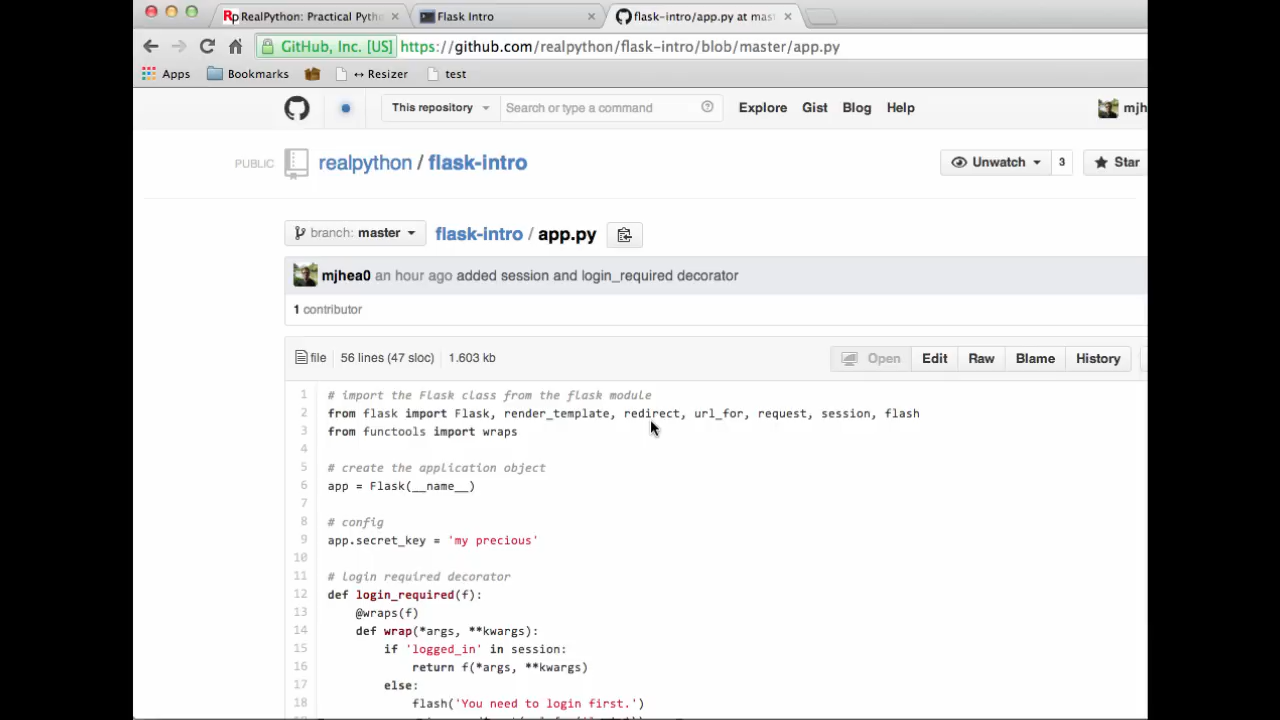 RealPython: Practical Pytho
Flask Intro
flask-intro/app.py at mast
GitHub, Inc. [US] https://github.com/realpython/flask-intro/blob/master/app.py
Apps Bookmarks ↔ Resizer test
This repository Search or type a command Explore Gist Blog Help mjh
PUBLIC realpython / flask-intro Unwatch 3 Star
branch: master flask-intro / app.py
mjhea0 an hour ago added session and login_required decorator
1 contributor
file 56 lines (47 sloc) 1.603 kb Open Edit Raw Blame History
1 # import the Flask class from the flask module
2 from flask import Flask, render_template, redirect, url_for, request, session, flash
3 from functools import wraps
4
5 # create the application object
6 app = Flask(__name__)
7
8 # config
9 app.secret_key = 'my precious'
10
11 # login required decorator
12 def login_required(f):
13 @wraps(f)
14 def wrap(*args, **kwargs):
15 if 'logged_in' in session:
16 return f(*args, **kwargs)
17 else:
18 flash('You need to login first.')